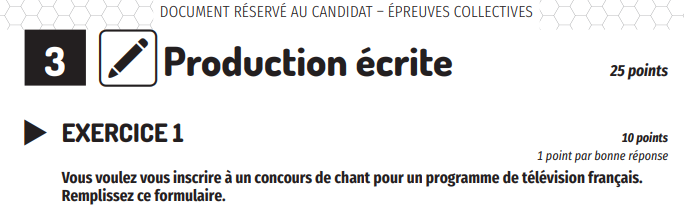 DOCUMENT RÉSERVÉ AU CANDIDAT – ÉPREUVES COLLECTIVES
3 Production écrite 25 points
EXERCICE 1 10 points
1 point par bonne réponse
Vous voulez vous inscrire à un concours de chant pour un programme de télévision français.
Remplissez ce formulaire.